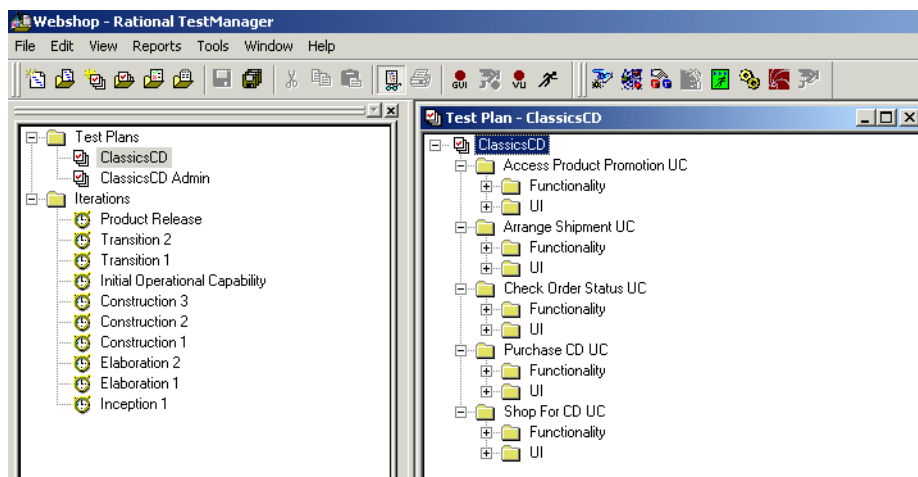 Webshop - Rational TestManager
File Edit View Reports Tools Window Help
GUI VU
Test Plans
ClassicsCD
ClassicsCD Admin
Iterations
Product Release
Transition 2
Transition 1
Initial Operational Capability
Construction 3
Construction 2
Construction 1
Elaboration 2
Elaboration 1
Inception 1
Test Plan - ClassicsCD
ClassicsCD
Access Product Promotion UC
Functionality
UI
Arrange Shipment UC
Functionality
UI
Check Order Status UC
Functionality
UI
Purchase CD UC
Functionality
UI
Shop For CD UC
Functionality
UI